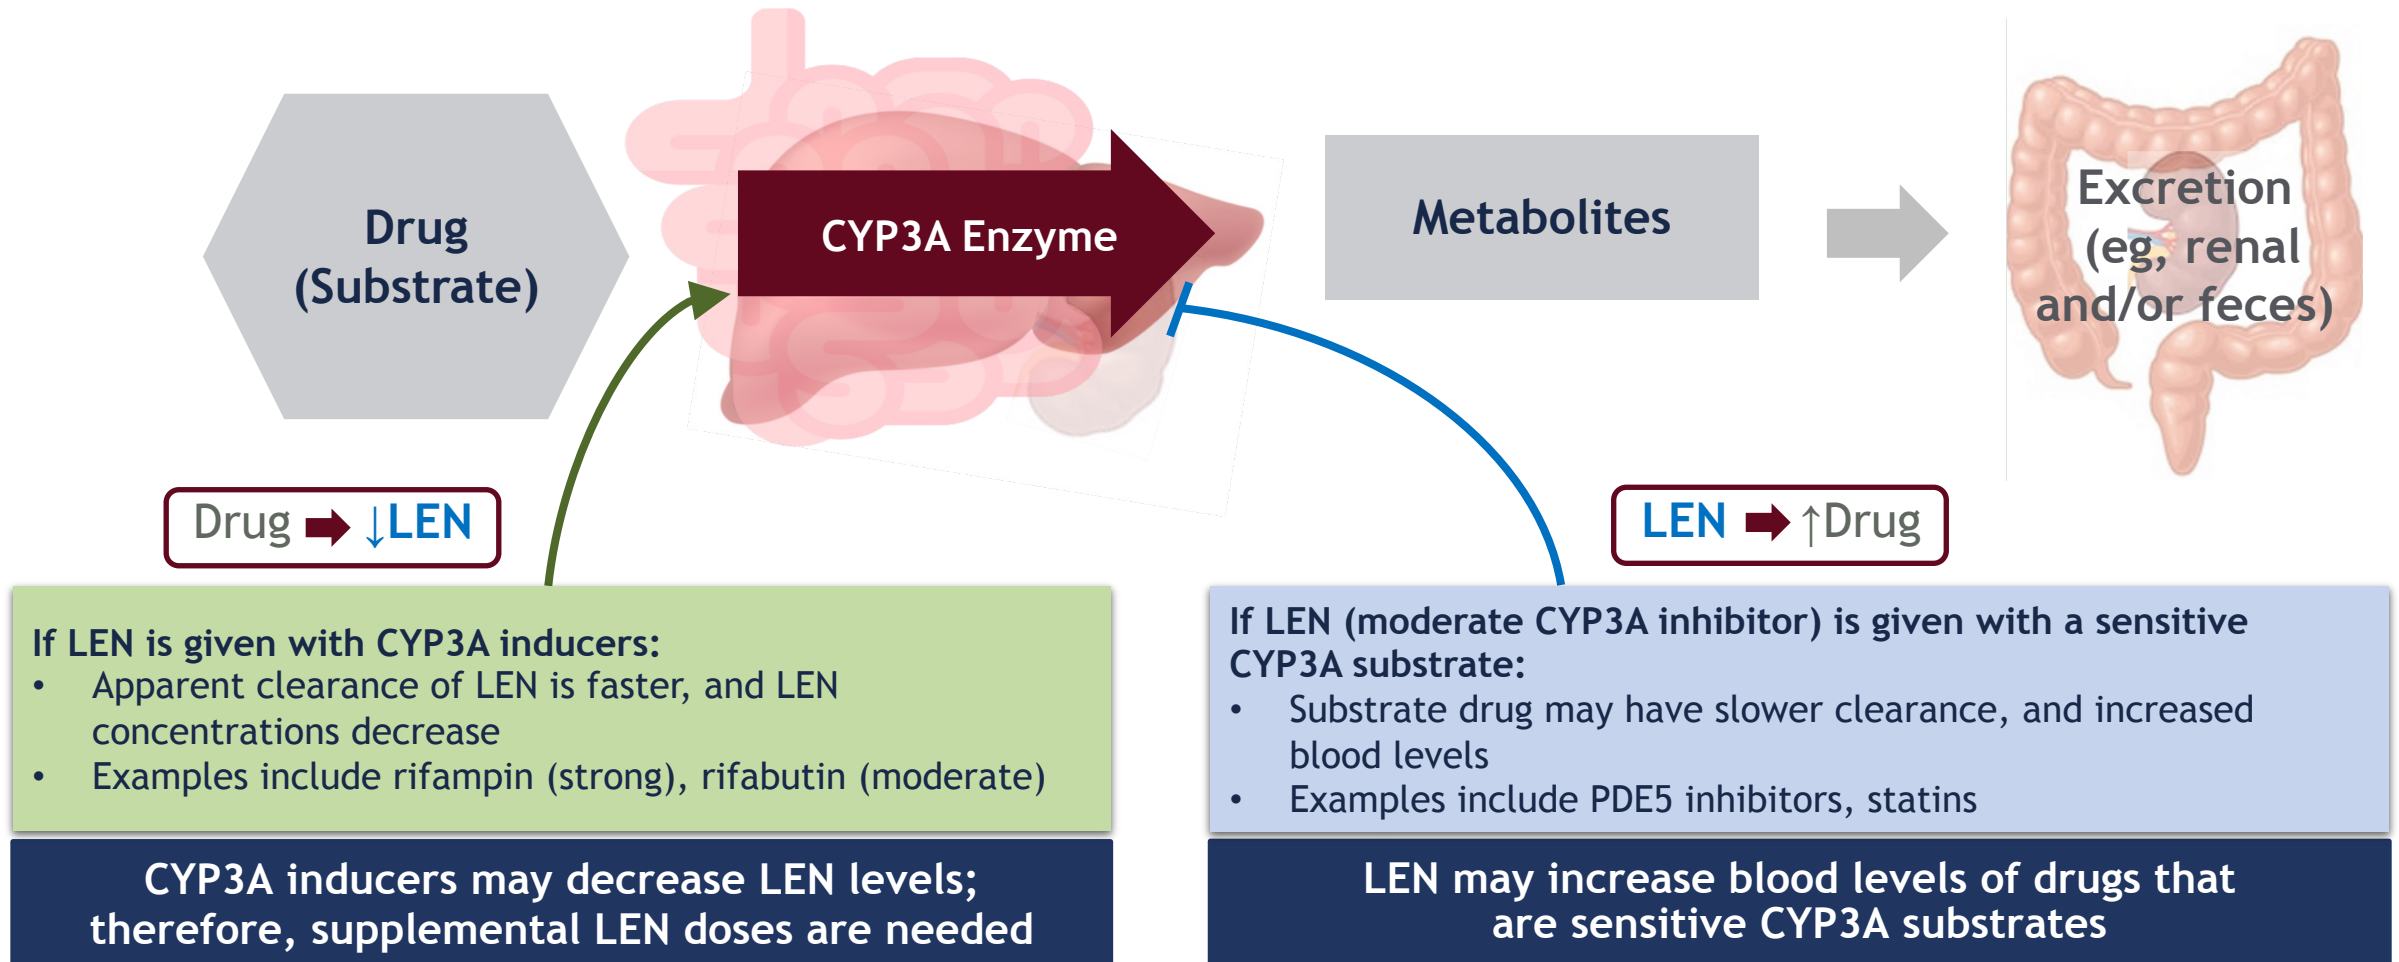 Drug
(Substrate)
CYP3A Enzyme
Metabolites
Excretion
(eg, renal
and/or feces)
Drug ↓LEN
LEN ↑Drug
If LEN is given with CYP3A inducers:
• Apparent clearance of LEN is faster, and LEN
concentrations decrease
• Examples include rifampin (strong), rifabutin (moderate)
CYP3A inducers may decrease LEN levels;
therefore, supplemental LEN doses are needed
If LEN (moderate CYP3A inhibitor) is given with a sensitive
CYP3A substrate:
• Substrate drug may have slower clearance, and increased
blood levels
• Examples include PDE5 inhibitors, statins
LEN may increase blood levels of drugs that
are sensitive CYP3A substrates